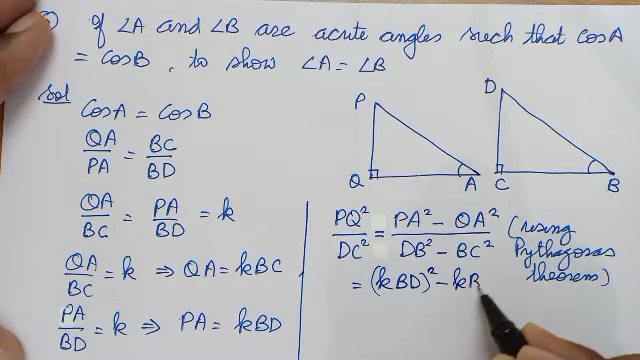 Q If ∠A and ∠B are acute angles such that CosA
= CosB, to show ∠A = ∠B
Sol
CosA = CosB
QA/PA = BC/BD
QA/BC = PA/BD = k
QA/BC = k ⇒ QA = kBC
PA/BD = k ⇒ PA = kBD
P
Q A
D
C B
PQ²/DC² = (PA² - QA²)/(DB² - BC²) (using Pythagoras theorem)
= (kBD)² - kB